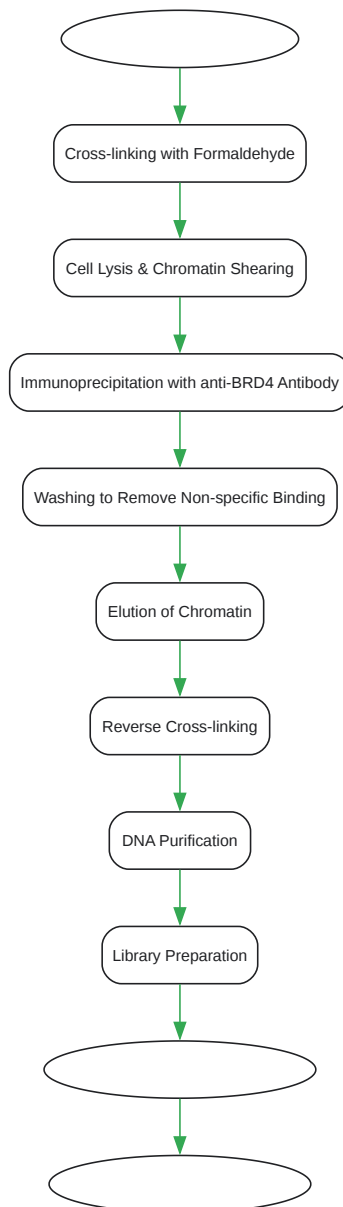 Cross-linking with Formaldehyde
Cell Lysis & Chromatin Shearing
Immunoprecipitation with anti-BRD4 Antibody
Washing to Remove Non-specific Binding
Elution of Chromatin
Reverse Cross-linking
DNA Purification
Library Preparation